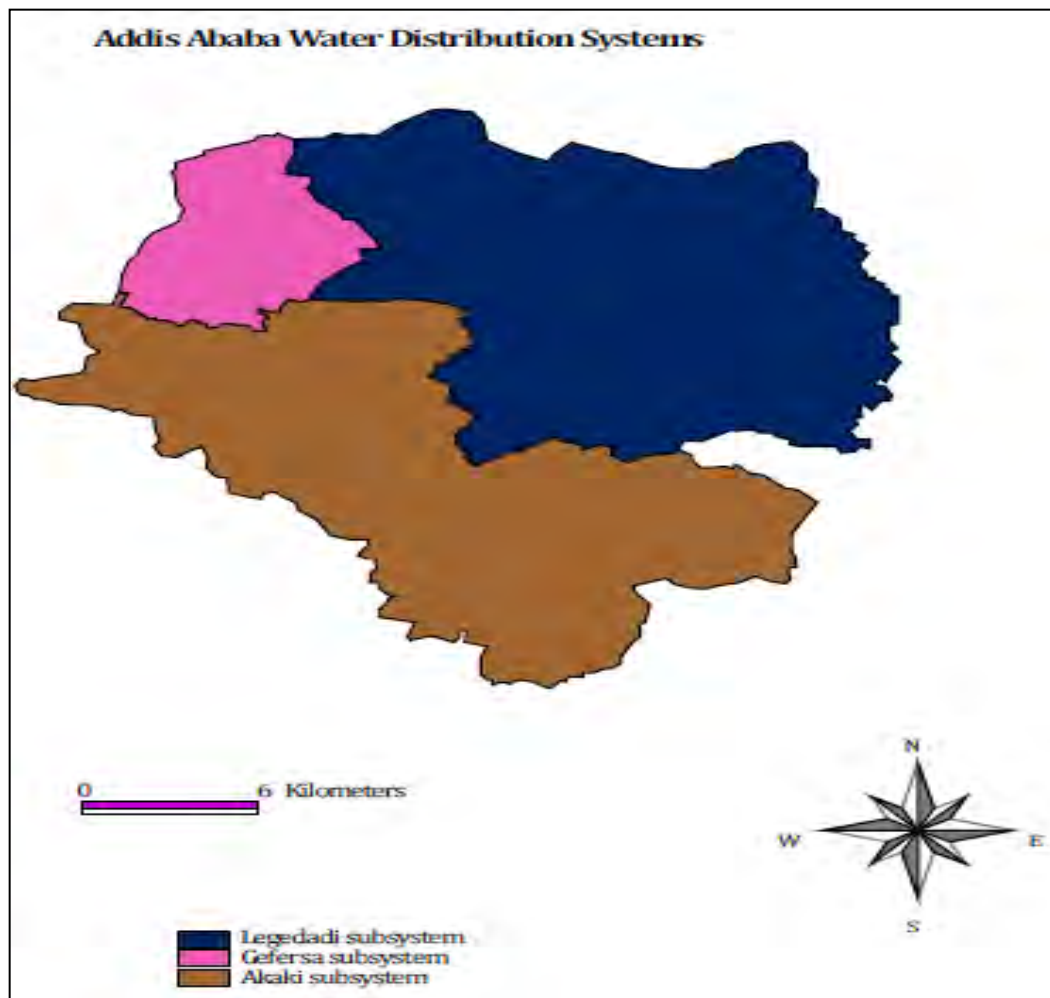 Addis Ababa Water Distribution Systems
0 6 Kilometers
N
W E
S
Legedadi subsystem
Gefersa subsystem
Akaki subsystem